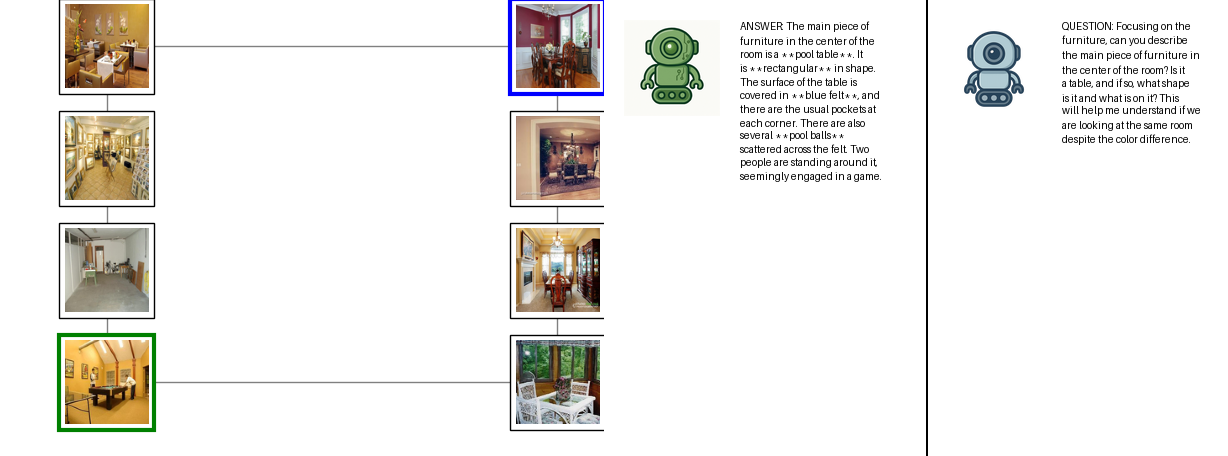 ANSWER: The main piece of
furniture in the center of the
room is a **pool table**. It
is **rectangular** in shape.
The surface of the table is
covered in **blue felt**, and
there are the usual pockets at
each corner. There are also
several **pool balls**
scattered across the felt. Two
people are standing around it,
seemingly engaged in a game.
QUESTION: Focusing on the
furniture, can you describe
the main piece of furniture in
the center of the room? Is it
a table, and if so, what shape
is it and what is on it? This
will help me understand if we
are looking at the same room
despite the color difference.